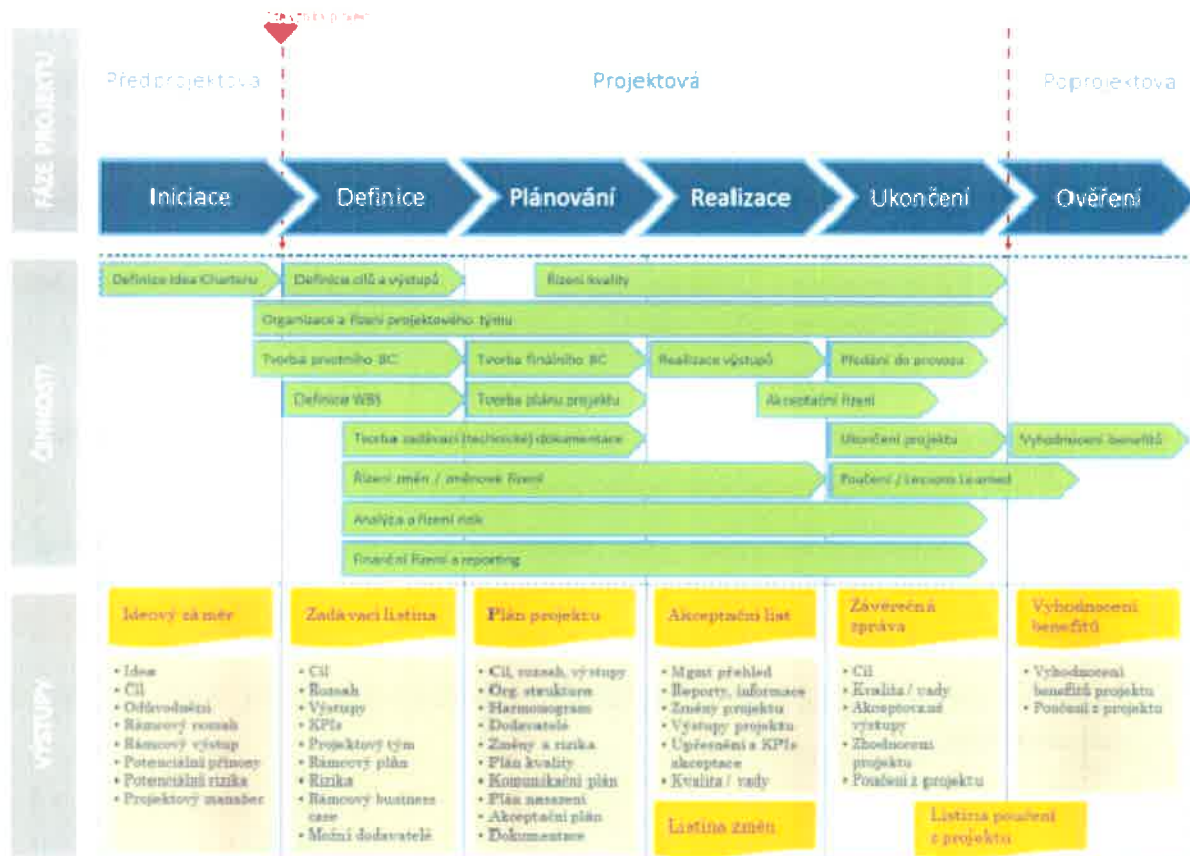 FÁZE PROJEKTU
Předprojektová
Projektová
Poprojektova
Iniciace
Definice
Plánování
Realizace
Ukončení
Ověření
ČINNOSTI
Definice Idea Charteru
Definice cílů a výstupů
Řízení kvality
Organizace a řízení projektového týmu
Tvorba prvotního BC
Tvorba finálního BC
Realizace výstupů
Předání do provozu
Definice WBS
Tvorba plánu projektu
Akceptační řízení
Tvorba zadávací (technické) dokumentace
Ukončení projektu
Vyhodnocení benefitů
Řízení změn / změnové řízení
Poučení / Lessons Learned
Analýza a řízení rizik
Finanční řízení a reporting
VÝSTUPY
Ideový záměr
• Idea
• Cíl
• Odůvodnění
• Rámcový rozsah
• Rámcový výstup
• Potenciální přínosy
• Potenciální rizika
• Projektový manažer
Zadávací listina
• Cíl
• Rozsah
• Výstupy
• KPIs
• Projektový tým
• Rámcový plán
• Rizika
• Rámcový business
case
• Možní dodavatelé
Plán projektu
• Cíl, rozsah, výstupy
• Org. struktura
• Harmonogram
• Dodavatelé
• Změny a rizika
• Plán kvality
• Komunikační plán
• Plán nasazení
• Akceptační plán
• Dokumentace
Akceptační list
• Mgmt přehled
• Reporty, informace
• Změny projektu
• Výstupy projektu
• Upřesnění a KPIs
akceptace
• Kvalita / vady
Listina změn
Závěrečná
zpráva
• Cíl
• Kvalita / vady
• Akceptované
výstupy
• Zhodnocení
projektu
• Poučení z projektu
Vyhodnocení
benefitů
• Vyhodnocení
benefitů projektu
• Poučení z projektu
Listina poučení
z projektu